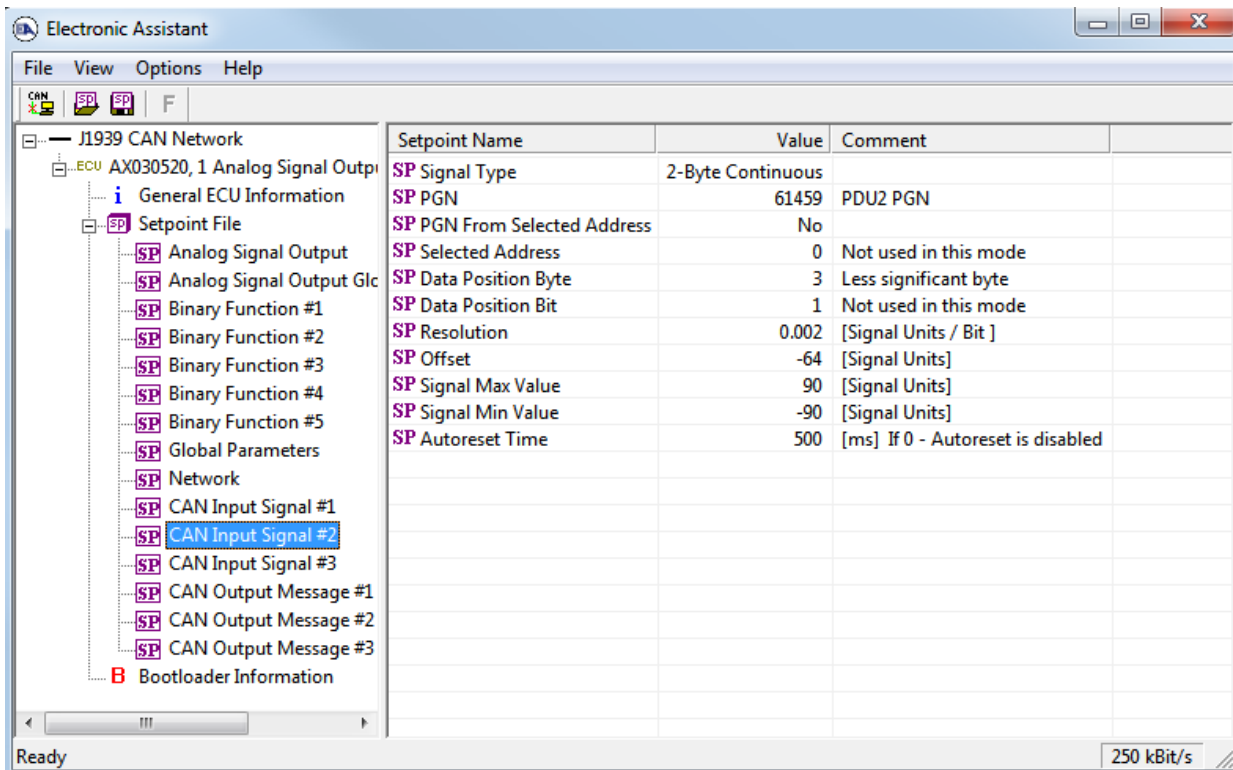 Electronic Assistant
File View Options Help
CAN SP SP F
J1939 CAN Network
ECU AX030520, 1 Analog Signal Outpu
i General ECU Information
SP Setpoint File
SP Analog Signal Output
SP Analog Signal Output Glo
SP Binary Function #1
SP Binary Function #2
SP Binary Function #3
SP Binary Function #4
SP Binary Function #5
SP Global Parameters
SP Network
SP CAN Input Signal #1
SP CAN Input Signal #2
SP CAN Input Signal #3
SP CAN Output Message #1
SP CAN Output Message #2
SP CAN Output Message #3
B Bootloader Information
Setpoint Name Value Comment
SP Signal Type 2-Byte Continuous
SP PGN 61459 PDU2 PGN
SP PGN From Selected Address No
SP Selected Address 0 Not used in this mode
SP Data Position Byte 3 Less significant byte
SP Data Position Bit 1 Not used in this mode
SP Resolution 0.002 [Signal Units / Bit ]
SP Offset -64 [Signal Units]
SP Signal Max Value 90 [Signal Units]
SP Signal Min Value -90 [Signal Units]
SP Autoreset Time 500 [ms] If 0 - Autoreset is disabled
Ready 250 kBit/s